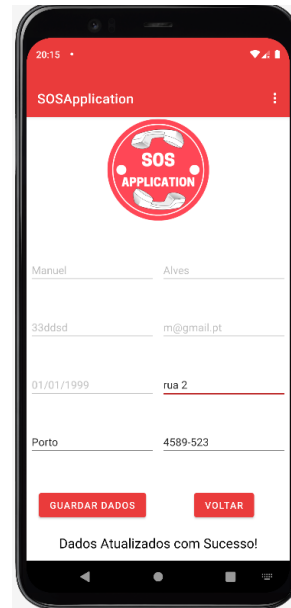 20:15
SOSApplication
SOS
APPLICATION
Manuel Alves
33ddsd m@gmail.pt
01/01/1999 rua 2
Porto 4589-523
GUARDAR DADOS VOLTAR
Dados Atualizados com Sucesso!